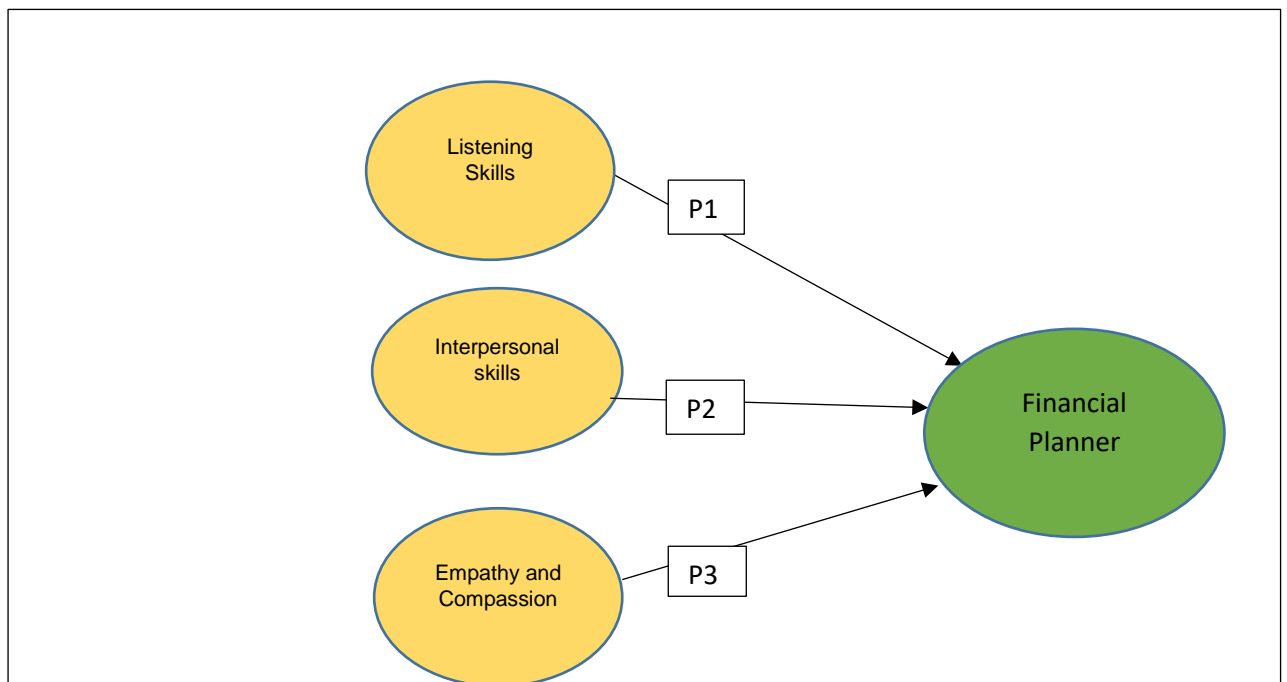 Listening
Skills
P1
Interpersonal
skills
P2
Financial
Planner
Empathy and
Compassion
P3